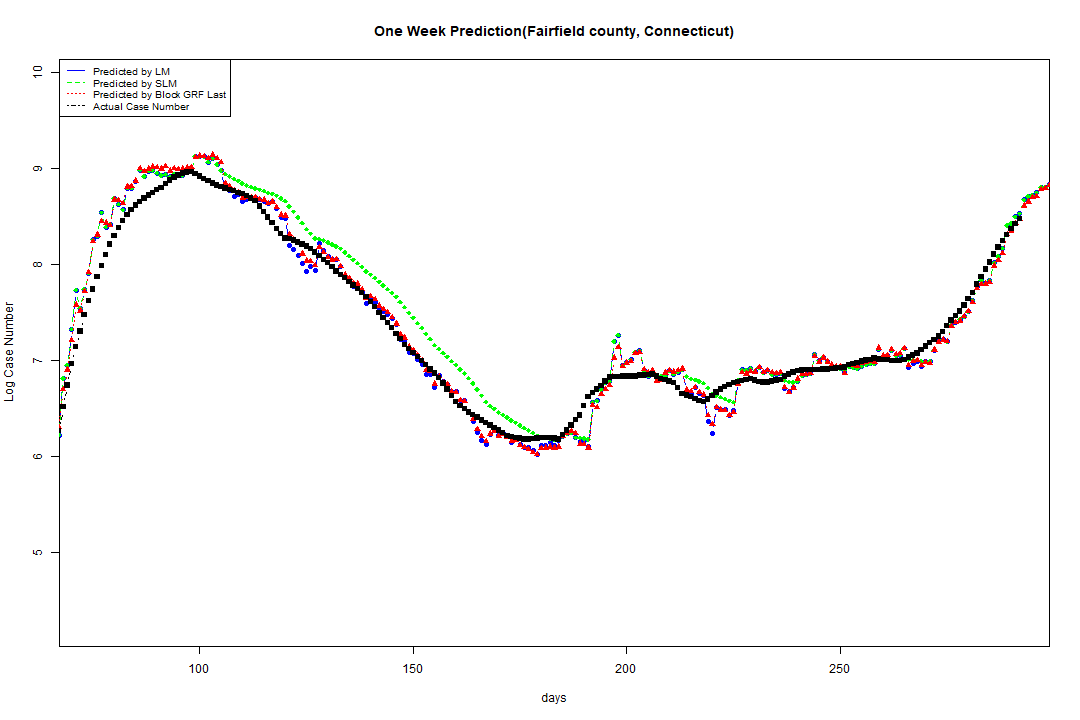 One Week Prediction(Fairfield county, Connecticut)
Predicted by LM
Predicted by SLM
Predicted by Block GRF Last
Actual Case Number
10
9
8
7
6
5
Log Case Number
100
150
200
250
days